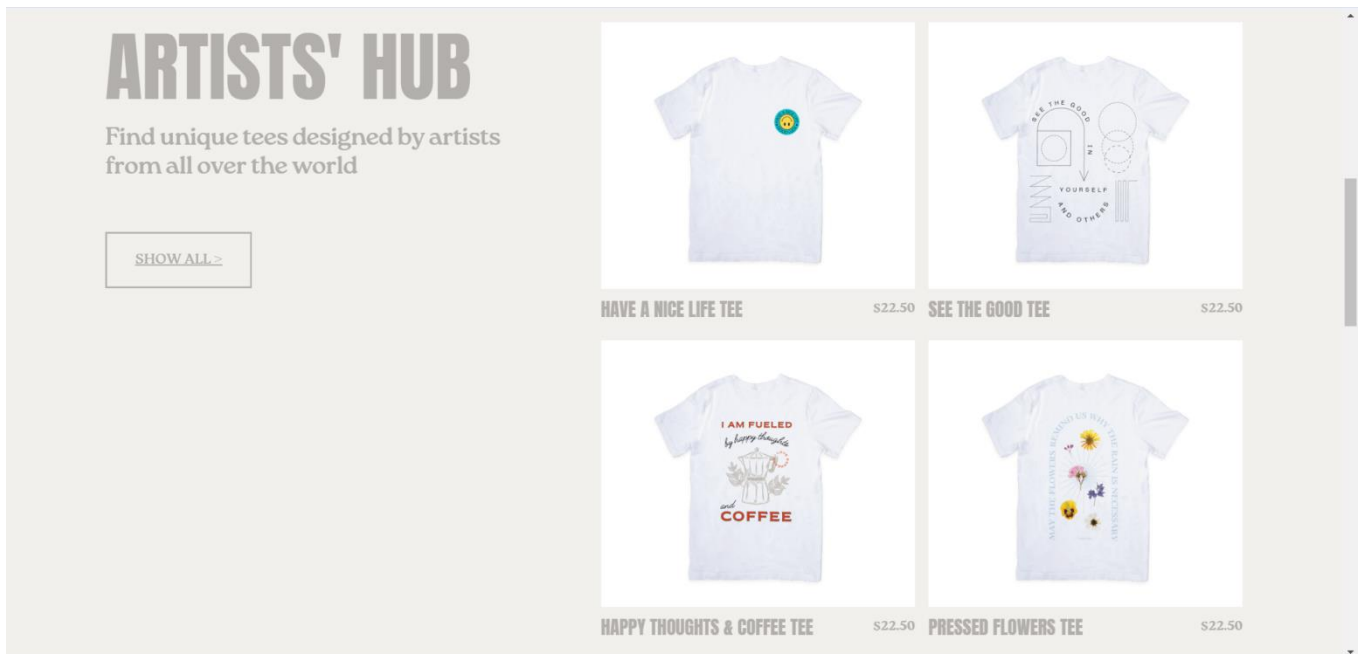 ARTISTS' HUB
Find unique tees designed by artists
from all over the world
SHOW ALL >
SEE THE GOOD
IN
YOURSELF
AND OTHERS
HAVE A NICE LIFE TEE
$22.50
SEE THE GOOD TEE
$22.50
I AM FUELED
by happy thoughts
and
COFFEE
MAY THE FLOWERS REMIND US WHY THE RAIN IS NECESSARY
HAPPY THOUGHTS & COFFEE TEE
$22.50
PRESSED FLOWERS TEE
$22.50